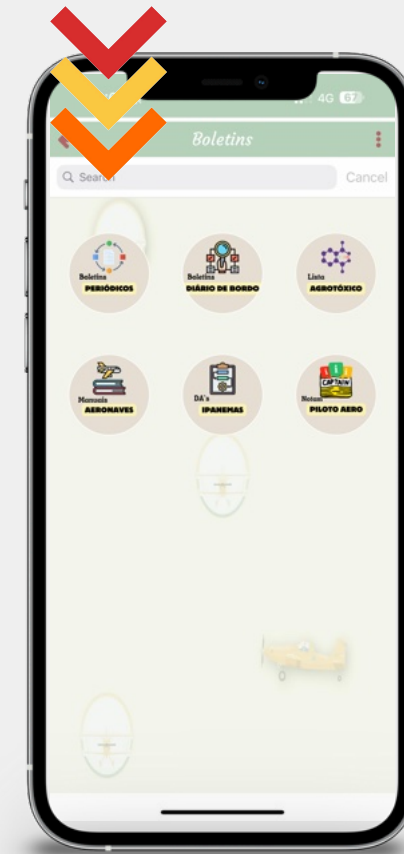 4G 67
Boletins
Search
Cancel
Boletins
PERIÓDICOS
Boletins
DIÁRIO DE BORDO
Lista
AGROTÓXICO
Manuais
AERONAVES
DA's
IPANEMAS
Notam
CAPTAIN
PILOTO AERO